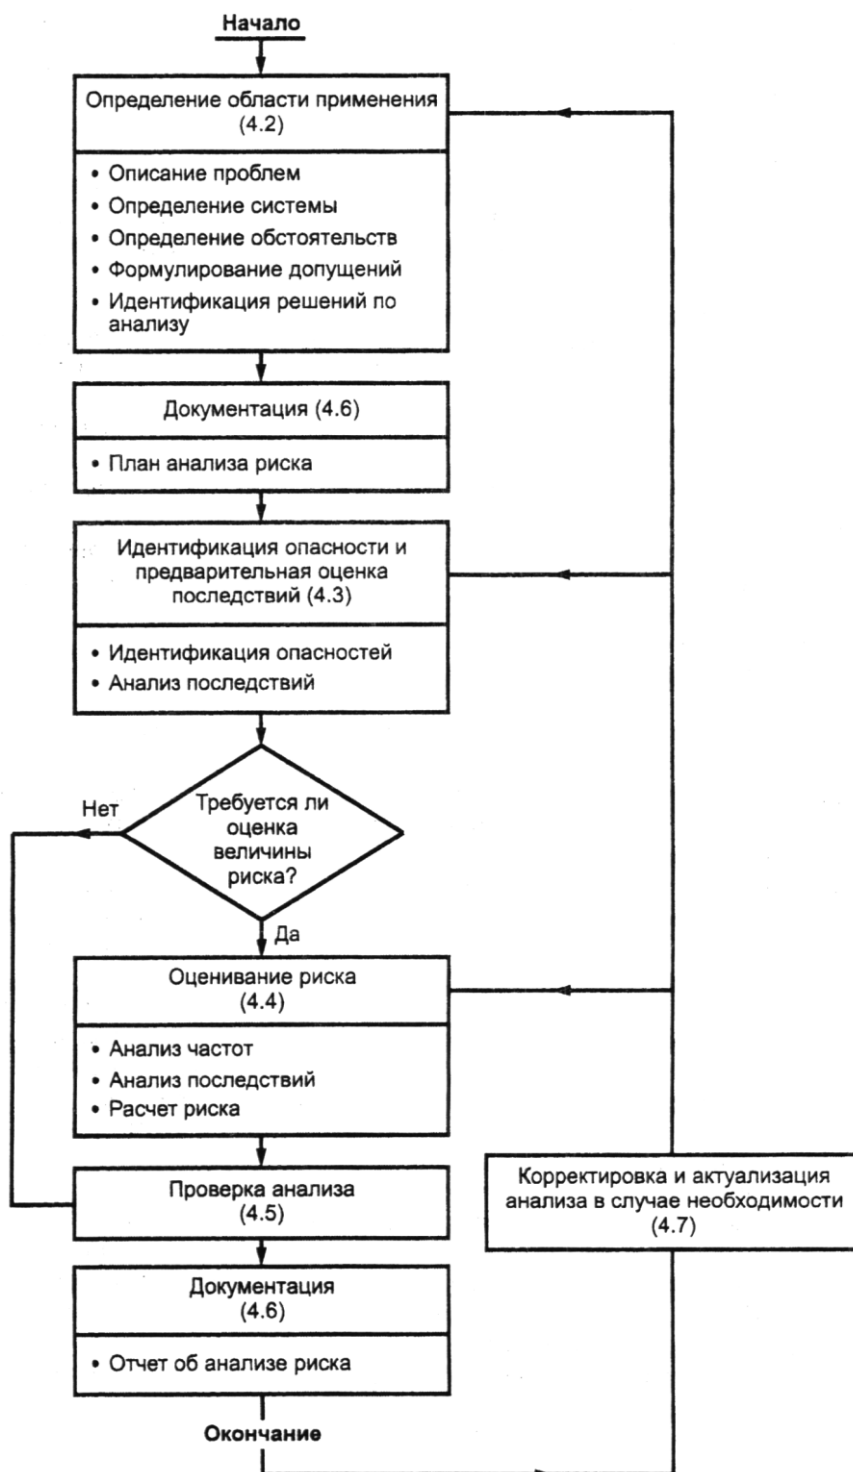 Начало
Определение области применения
(4.2)
• Описание проблем
• Определение системы
• Определение обстоятельств
• Формулирование допущений
• Идентификация решений по
анализу
Документация (4.6)
• План анализа риска
Идентификация опасности и
предварительная оценка
последствий (4.3)
• Идентификация опасностей
• Анализ последствий
Нет
Требуется ли
оценка
величины
риска?
Да
Оценивание риска
(4.4)
• Анализ частот
• Анализ последствий
• Расчет риска
Проверка анализа
(4.5)
Корректировка и актуализация
анализа в случае необходимости
(4.7)
Документация
(4.6)
• Отчет об анализе риска
Окончание